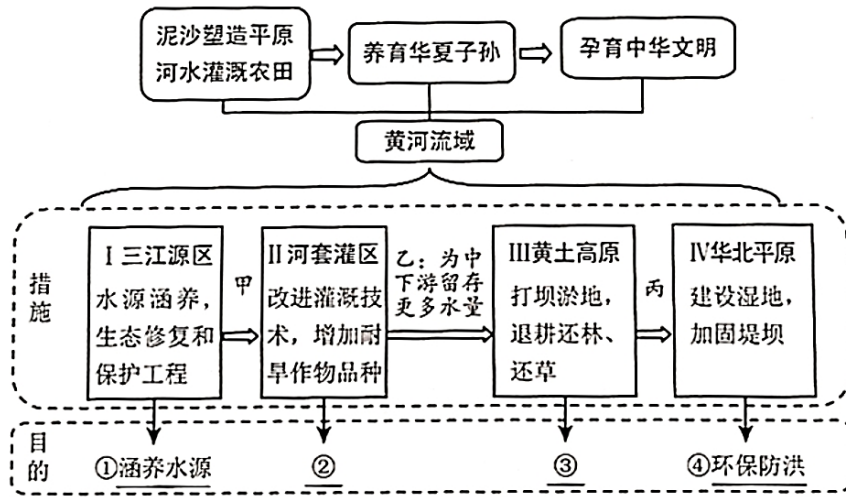 泥沙塑造平原
河水灌溉农田
养育华夏子孙
孕育中华文明
黄河流域
措施
Ⅰ三江源区
水源涵养，
生态修复和
保护工程
甲
Ⅱ河套灌区
改进灌溉技
术，增加耐
旱作物品种
乙：为中
下游留存
更多水量
Ⅲ黄土高原
打坝淤地，
退耕还林、
还草
丙
Ⅳ华北平原
建设湿地，
加固堤坝
目的
①涵养水源
②
③
④环保防洪